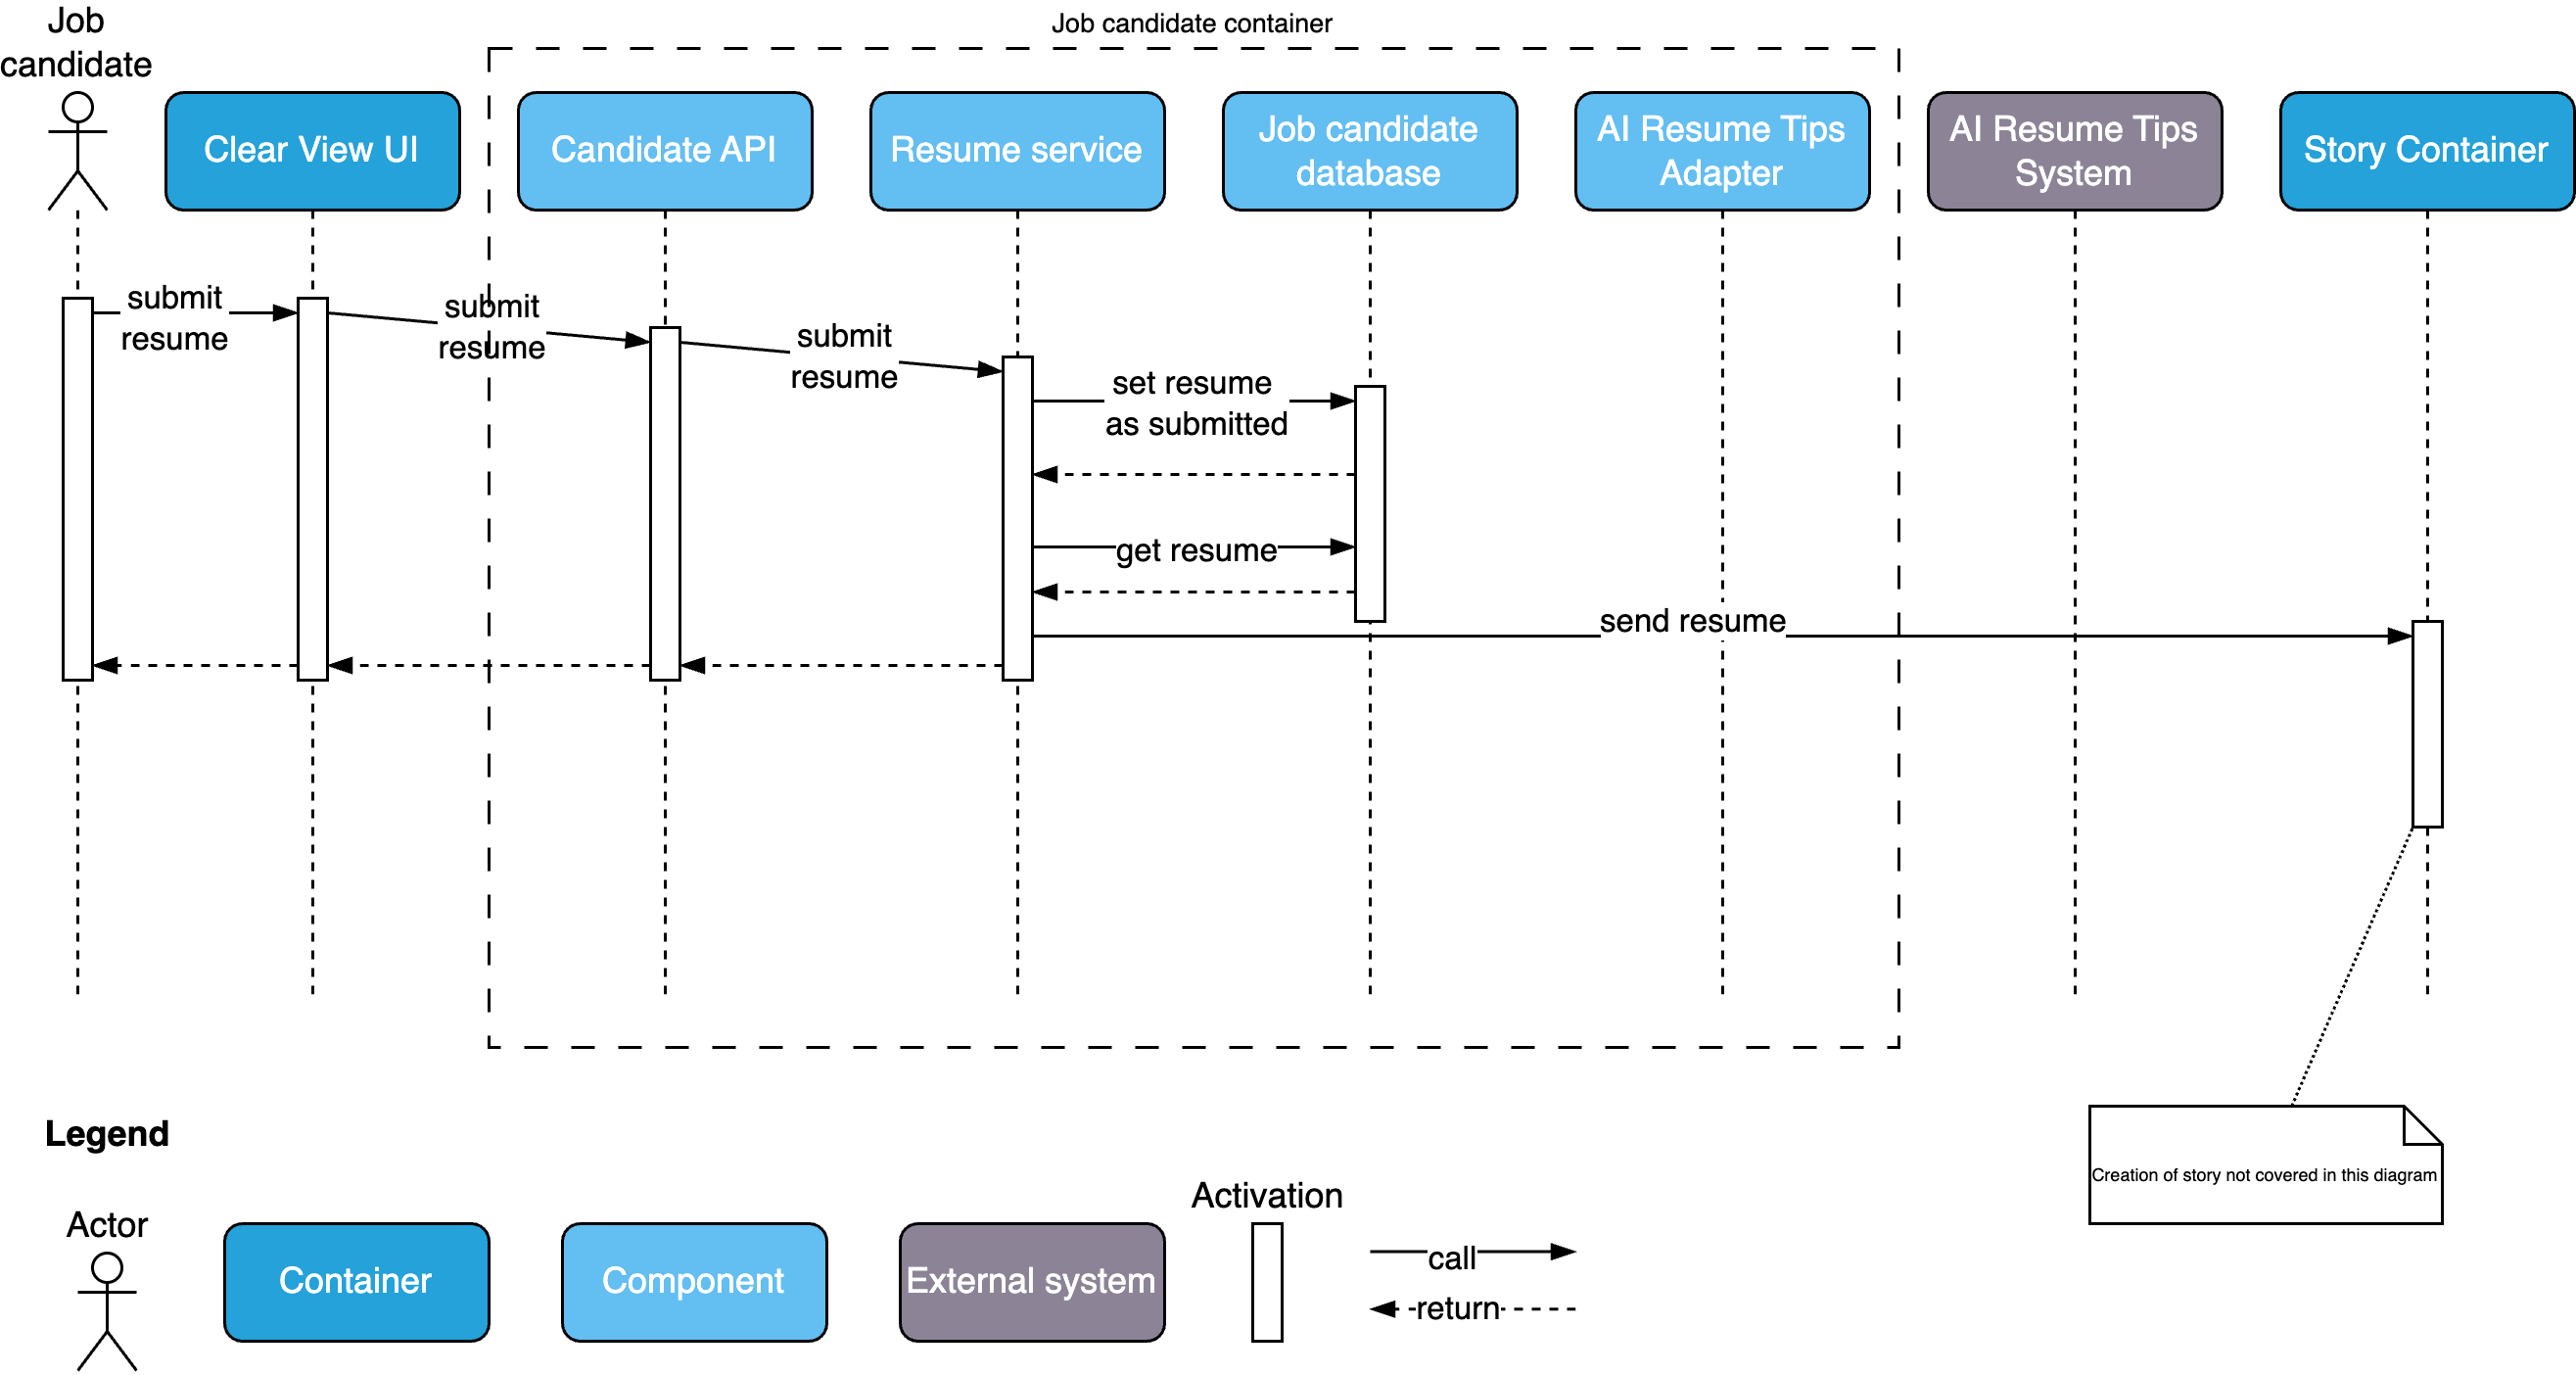 Job
candidate
Job candidate container
Clear View UI
Candidate API
Resume service
Job candidate
database
AI Resume Tips
Adapter
AI Resume Tips
System
Story Container
submit
resume
submit
resume
submit
resume
set resume
as submitted
get resume
send resume
Creation of story not covered in this diagram
Legend
Actor
Container
Component
External system
Activation
call
return